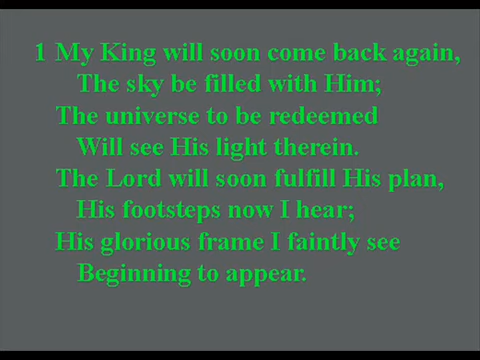 1 My King will soon come back again,
The sky be filled with Him;
The universe to be redeemed
Will see His light therein.
The Lord will soon fulfill His plan,
His footsteps now I hear;
His glorious frame I faintly see
Beginning to appear.